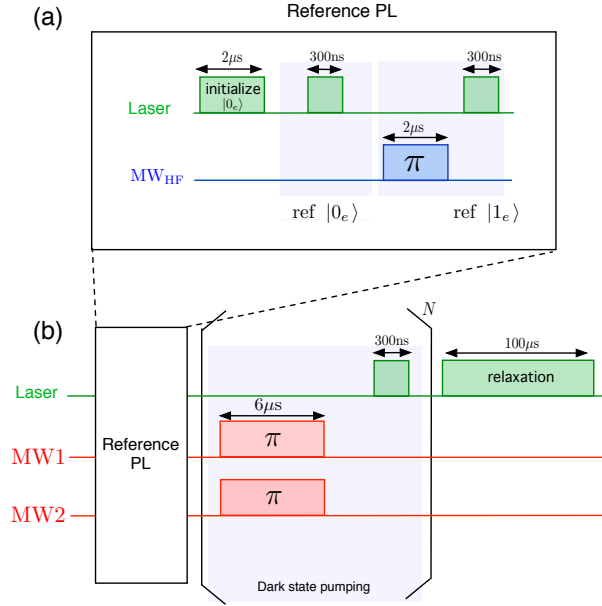 (a)
Reference PL
2μs
300ns
300ns
initialize
|0ₑ⟩
Laser
2μs
π
MW_HF
ref |0ₑ⟩
ref |1ₑ⟩
(b)
N
300ns
100μs
relaxation
Laser
6μs
π
Reference
PL
MW1
π
MW2
Dark state pumping